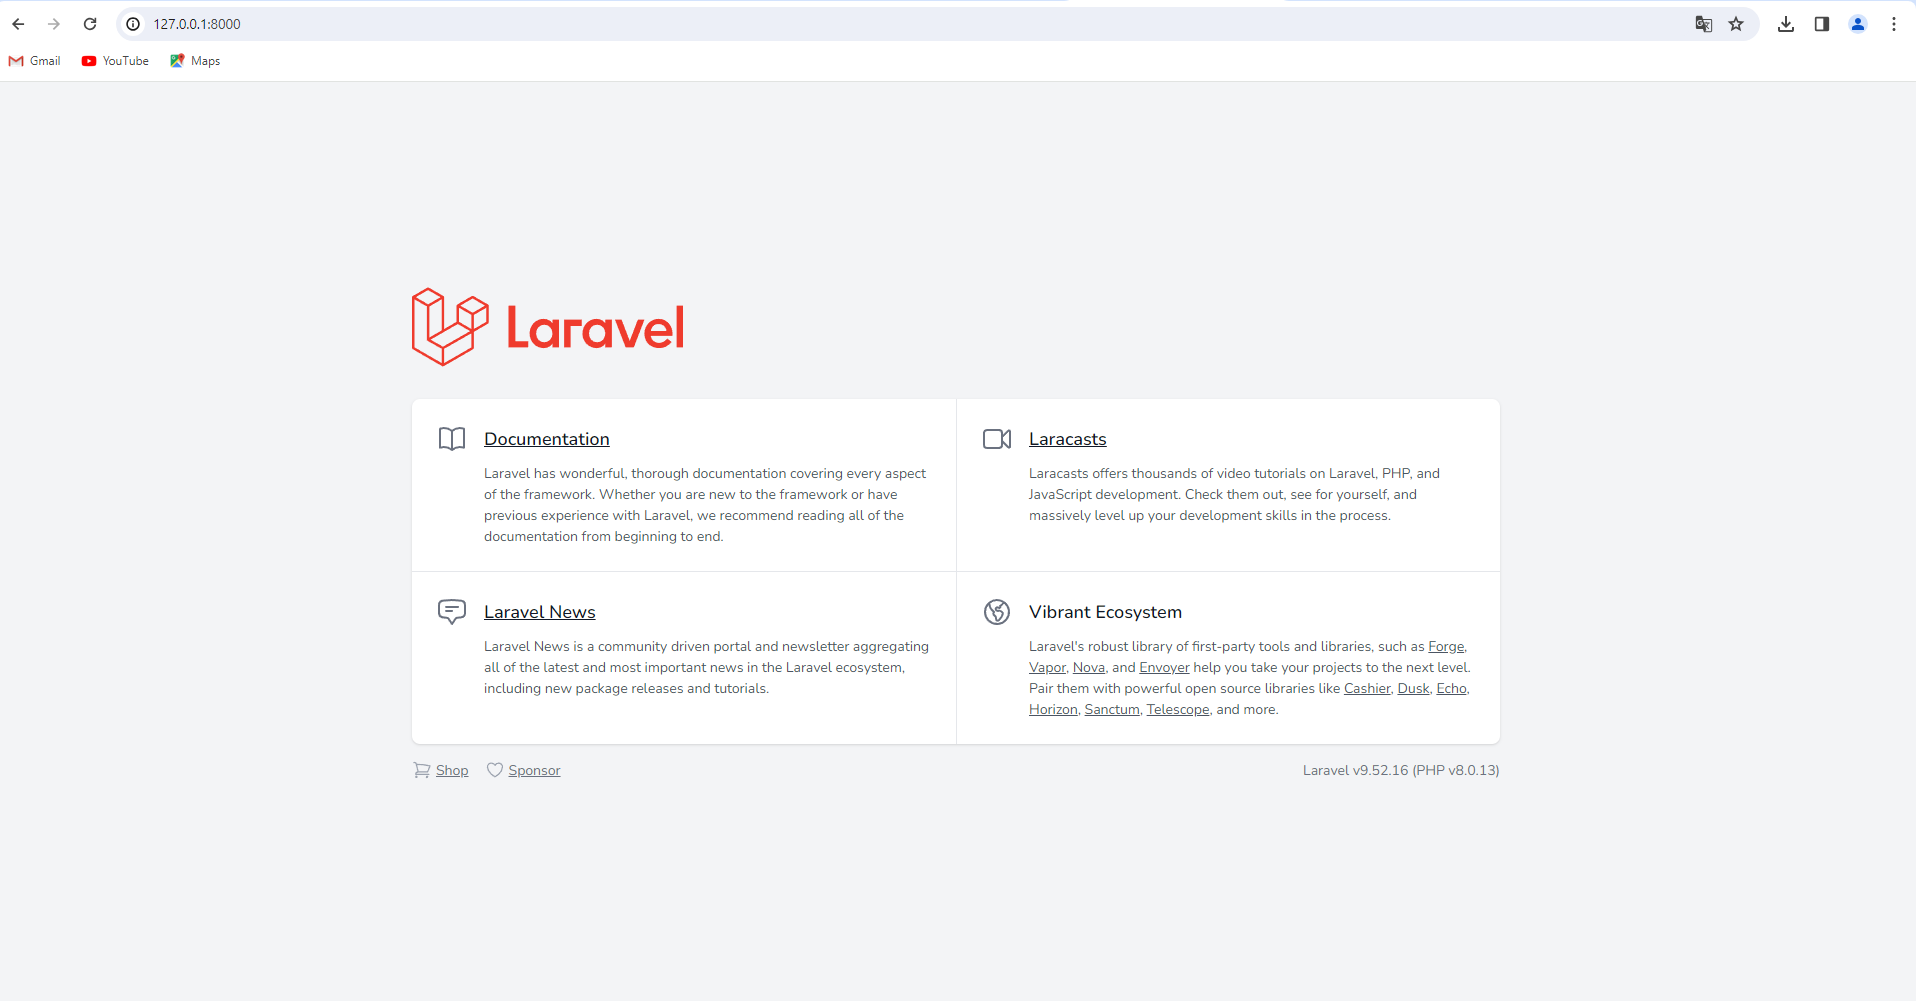 127.0.0.1:8000
Gmail YouTube Maps
Laravel
Documentation
Laravel has wonderful, thorough documentation covering every aspect
of the framework. Whether you are new to the framework or have
previous experience with Laravel, we recommend reading all of the
documentation from beginning to end.
Laracasts
Laracasts offers thousands of video tutorials on Laravel, PHP, and
JavaScript development. Check them out, see for yourself, and
massively level up your development skills in the process.
Laravel News
Laravel News is a community driven portal and newsletter aggregating
all of the latest and most important news in the Laravel ecosystem,
including new package releases and tutorials.
Vibrant Ecosystem
Laravel's robust library of first-party tools and libraries, such as Forge,
Vapor, Nova, and Envoyer help you take your projects to the next level.
Pair them with powerful open source libraries like Cashier, Dusk, Echo,
Horizon, Sanctum, Telescope, and more.
Shop Sponsor
Laravel v9.52.16 (PHP v8.0.13)